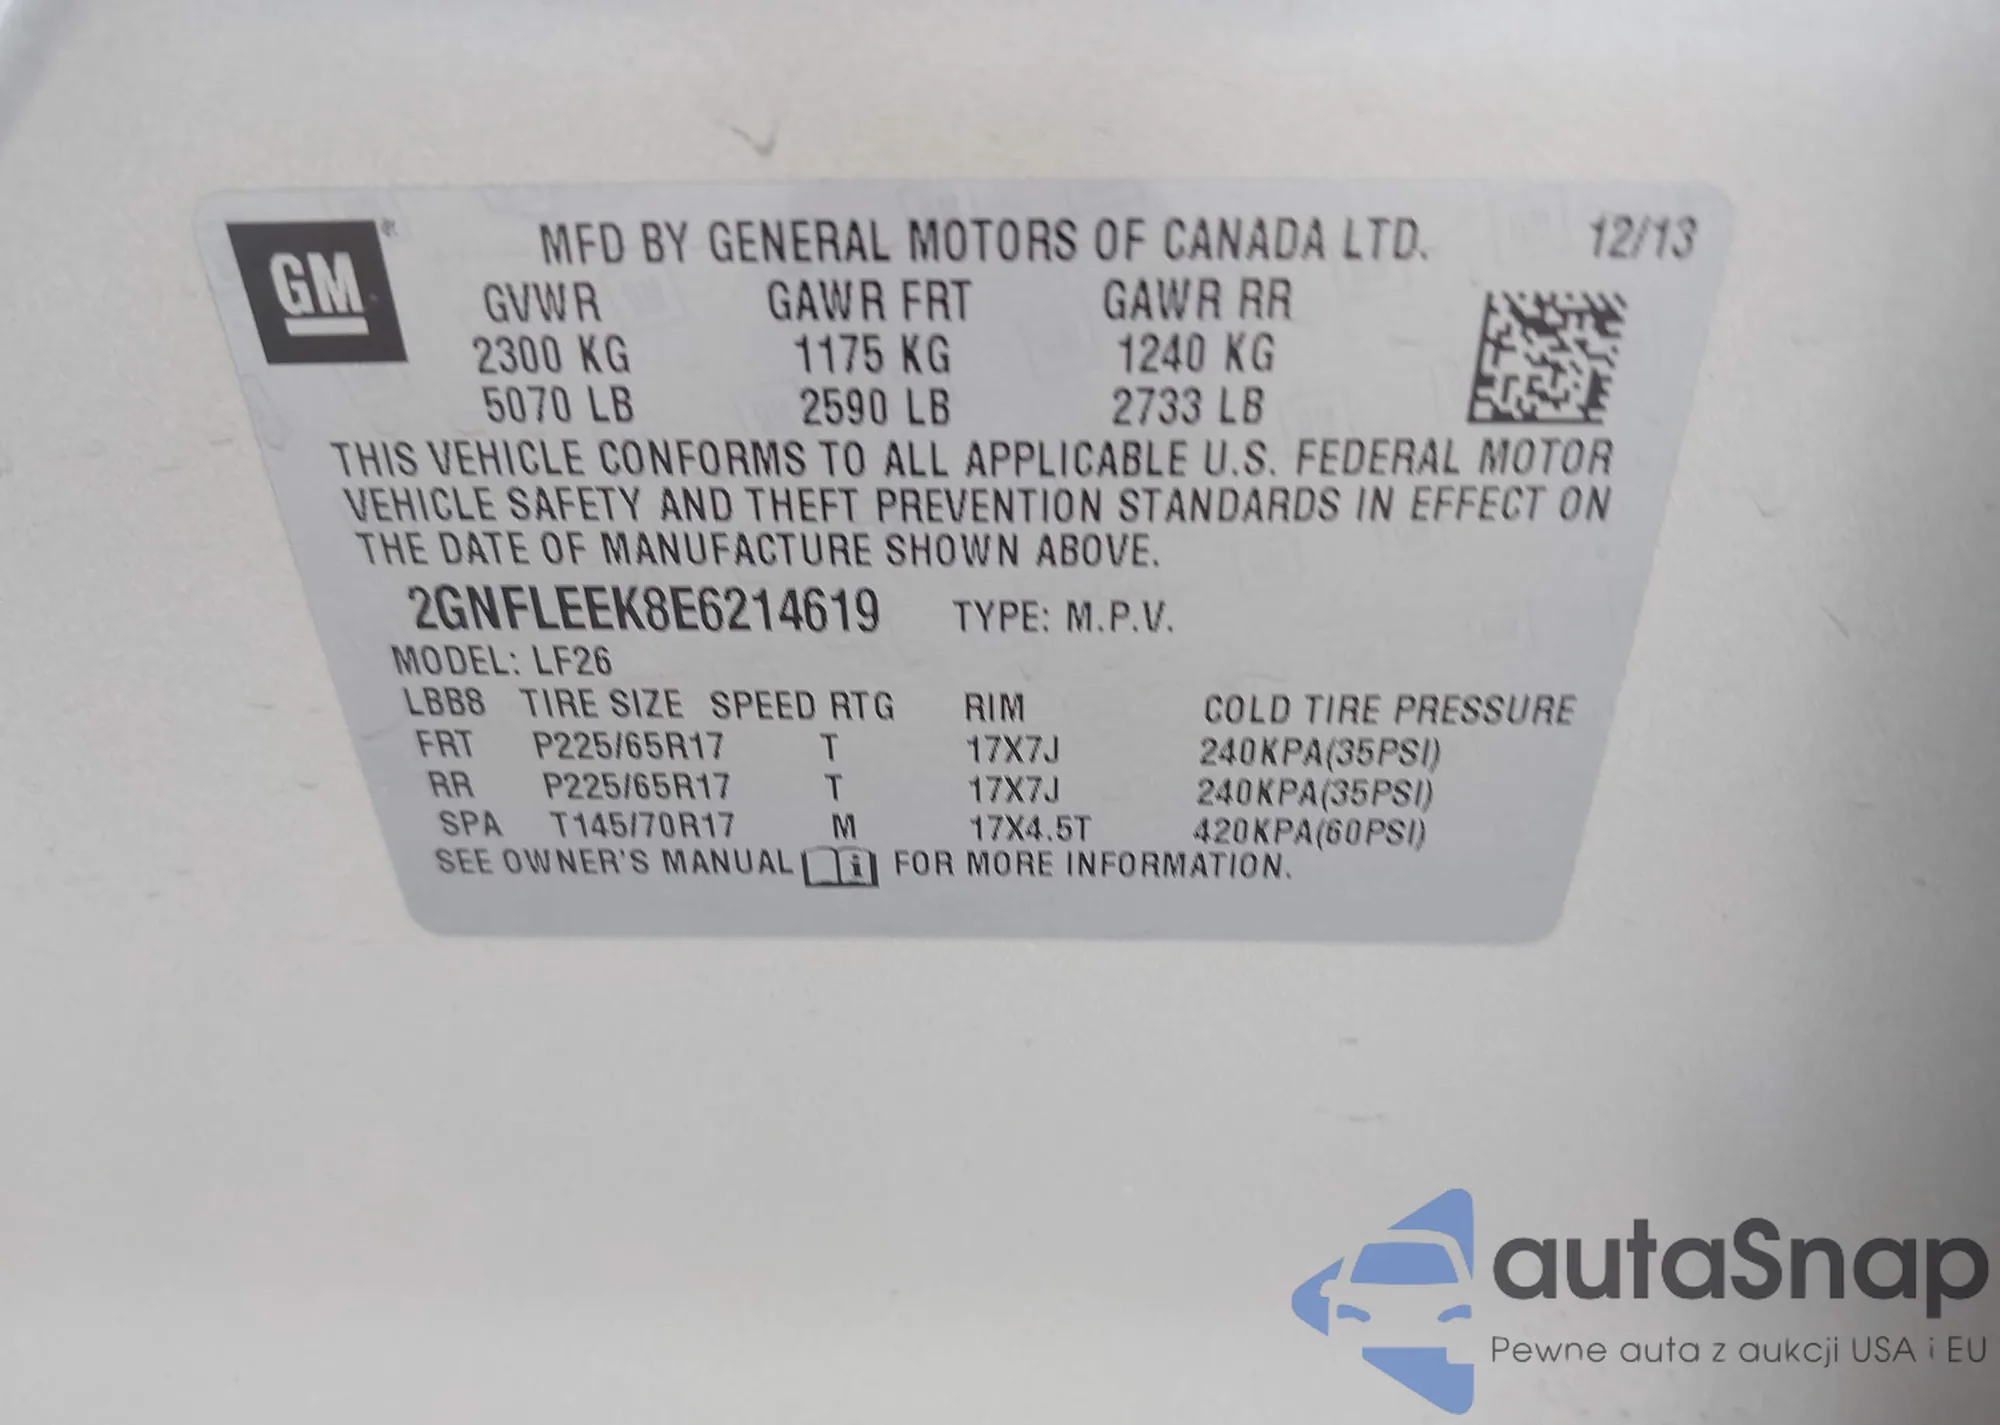 GM
MFD BY GENERAL MOTORS OF CANADA LTD. 12/13
GVWR GAWR FRT GAWR RR
2300 KG 1175 KG 1240 KG
5070 LB 2590 LB 2733 LB
THIS VEHICLE CONFORMS TO ALL APPLICABLE U.S. FEDERAL MOTOR
VEHICLE SAFETY AND THEFT PREVENTION STANDARDS IN EFFECT ON
THE DATE OF MANUFACTURE SHOWN ABOVE.
2GNFLEEK8E6214619 TYPE: M.P.V.
MODEL: LF26
LBB8 TIRE SIZE SPEED RTG RIM COLD TIRE PRESSURE
FRT P225/65R17 T 17X7J 240KPA(35PSI)
RR P225/65R17 T 17X7J 240KPA(35PSI)
SPA T145/70R17 M 17X4.5T 420KPA(60PSI)
SEE OWNER'S MANUAL i FOR MORE INFORMATION.
autaSnap
Pewne auta z aukcji USA i EU